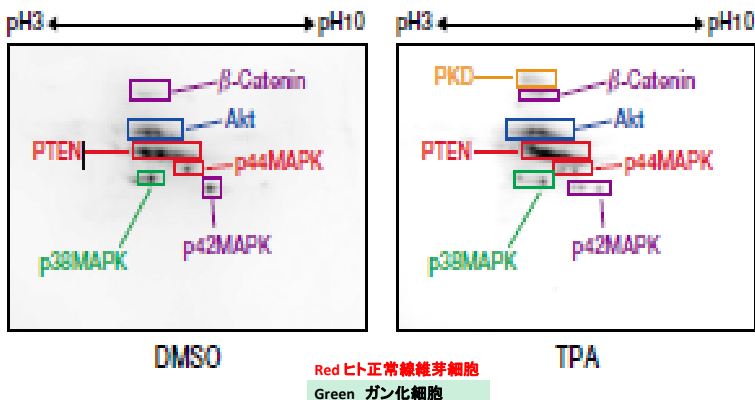 pH3 pH10
β-Catenin
Akt
PTEN
p44MAPK
p42MAPK
p38MAPK
DMSO
pH3 pH10
PKD
β-Catenin
Akt
PTEN
p44MAPK
p42MAPK
p38MAPK
TPA
Red ヒト正常線維芽細胞
Green ガン化細胞